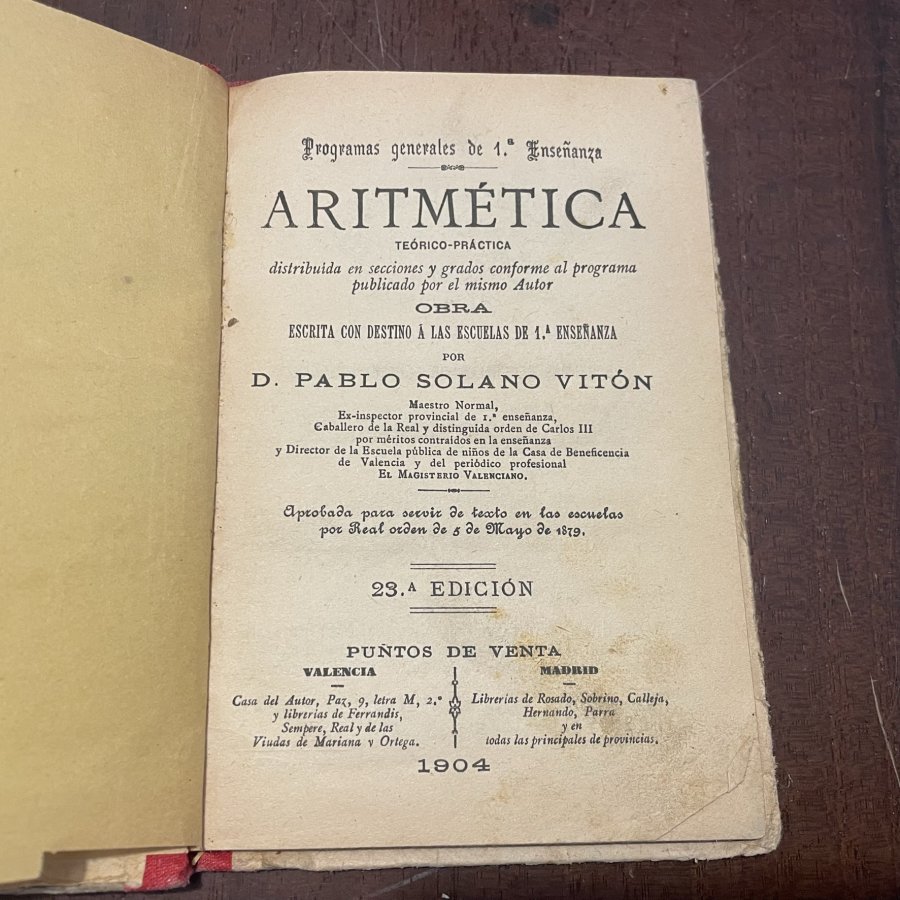 Programas generales de 1.ª Enseñanza
ARITMÉTICA
TEÓRICO-PRÁCTICA
distribuida en secciones y grados conforme al programa
publicado por el mismo Autor
OBRA
ESCRITA CON DESTINO Á LAS ESCUELAS DE 1.ª ENSEÑANZA
POR
D. PABLO SOLANO VITÓN
Maestro Normal,
Ex-inspector provincial de 1.ª enseñanza,
Caballero de la Real y distinguida orden de Carlos III
por méritos contraídos en la enseñanza
y Director de la Escuela pública de niños de la Casa de Beneficencia
de Valencia y del periódico profesional
EL MAGISTERIO VALENCIANO.
Aprobada para servir de texto en las escuelas
por Real orden de 5 de Mayo de 1879.
23.ª EDICIÓN
PUÑTOS DE VENTA
VALENCIA
Casa del Autor, Paz, 9, letra M, 2.º
y librerías de Ferrandis,
Sempere, Real y de las
Viudas de Mariana y Ortega.
MADRID
Librerías de Rosado, Sobrino, Calleja,
Hernando, Parra
y en
todas las principales de provincias.
1904